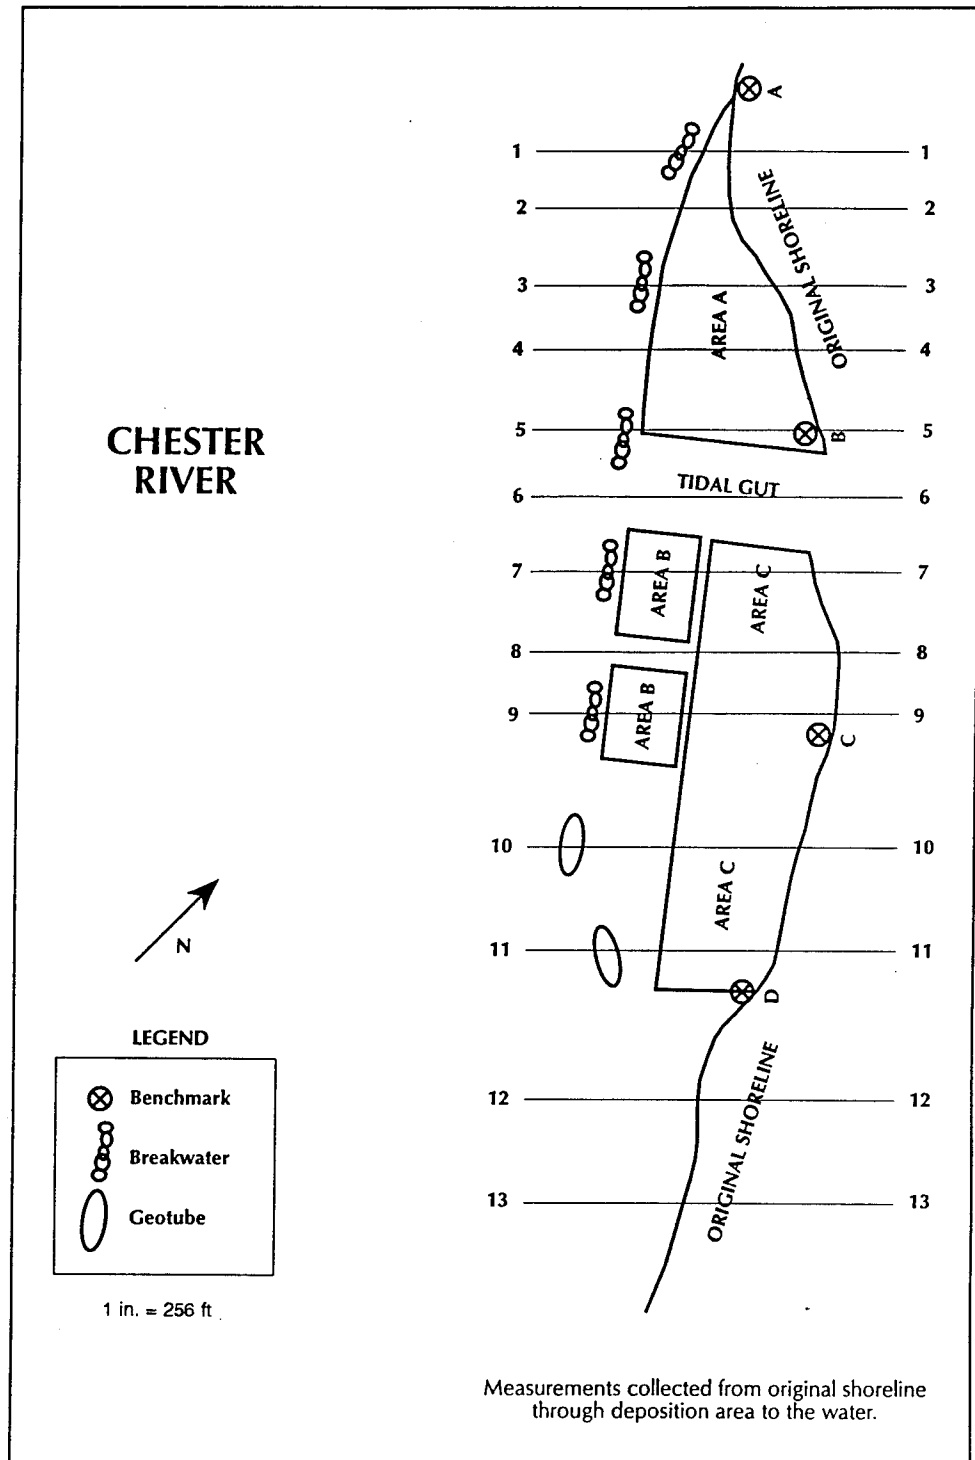 A
1 1
2 2
ORIGINAL SHORELINE
3 3
AREA A
4 4
CHESTER
RIVER
5 5
B
TIDAL GUT
6 6
7 7
AREA B
AREA C
8 8
AREA B
9 9
C
10 10
AREA C
N
11 11
D
LEGEND
Benchmark
Breakwater
Geotube
12 12
ORIGINAL SHORELINE
13 13
1 in. = 256 ft
Measurements collected from original shoreline
through deposition area to the water.